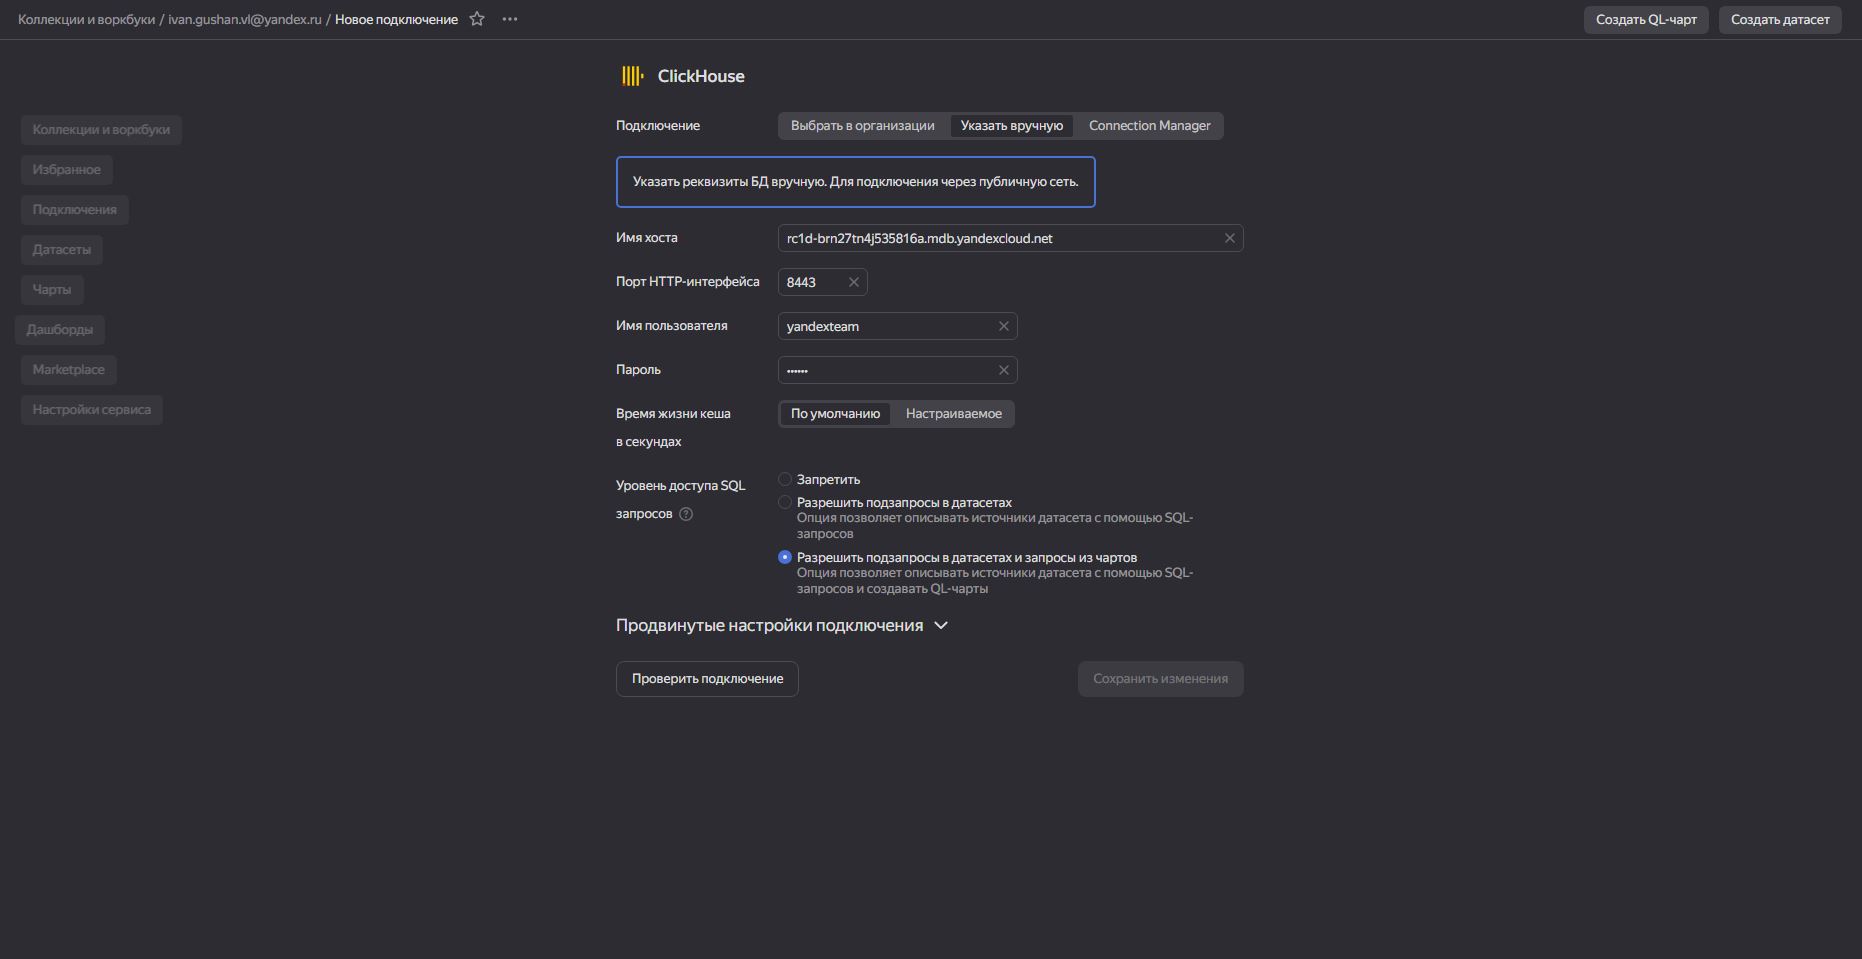 Коллекции и воркбуки / ivan.gushan.vl@yandex.ru / Новое подключение
Создать QL-чарт
Создать датасет
Коллекции и воркбуки
Избранное
Подключения
Датасеты
Чарты
Дашборды
Marketplace
Настройки сервиса
ClickHouse
Подключение
Выбрать в организации
Указать вручную
Connection Manager
Указать реквизиты БД вручную. Для подключения через публичную сеть.
Имя хоста
rc1d-brn27tn4j535816a.mdb.yandexcloud.net
Порт HTTP-интерфейса
8443
Имя пользователя
yandexteam
Пароль
••••••
Время жизни кеша
в секундах
По умолчанию
Настраиваемое
Уровень доступа SQL
запросов
Запретить
Разрешить подзапросы в датасетах
Опция позволяет описывать источники датасета с помощью SQL-
запросов
Разрешить подзапросы в датасетах и запросы из чартов
Опция позволяет описывать источники датасета с помощью SQL-
запросов и создавать QL-чарты
Продвинутые настройки подключения
Проверить подключение
Сохранить изменения